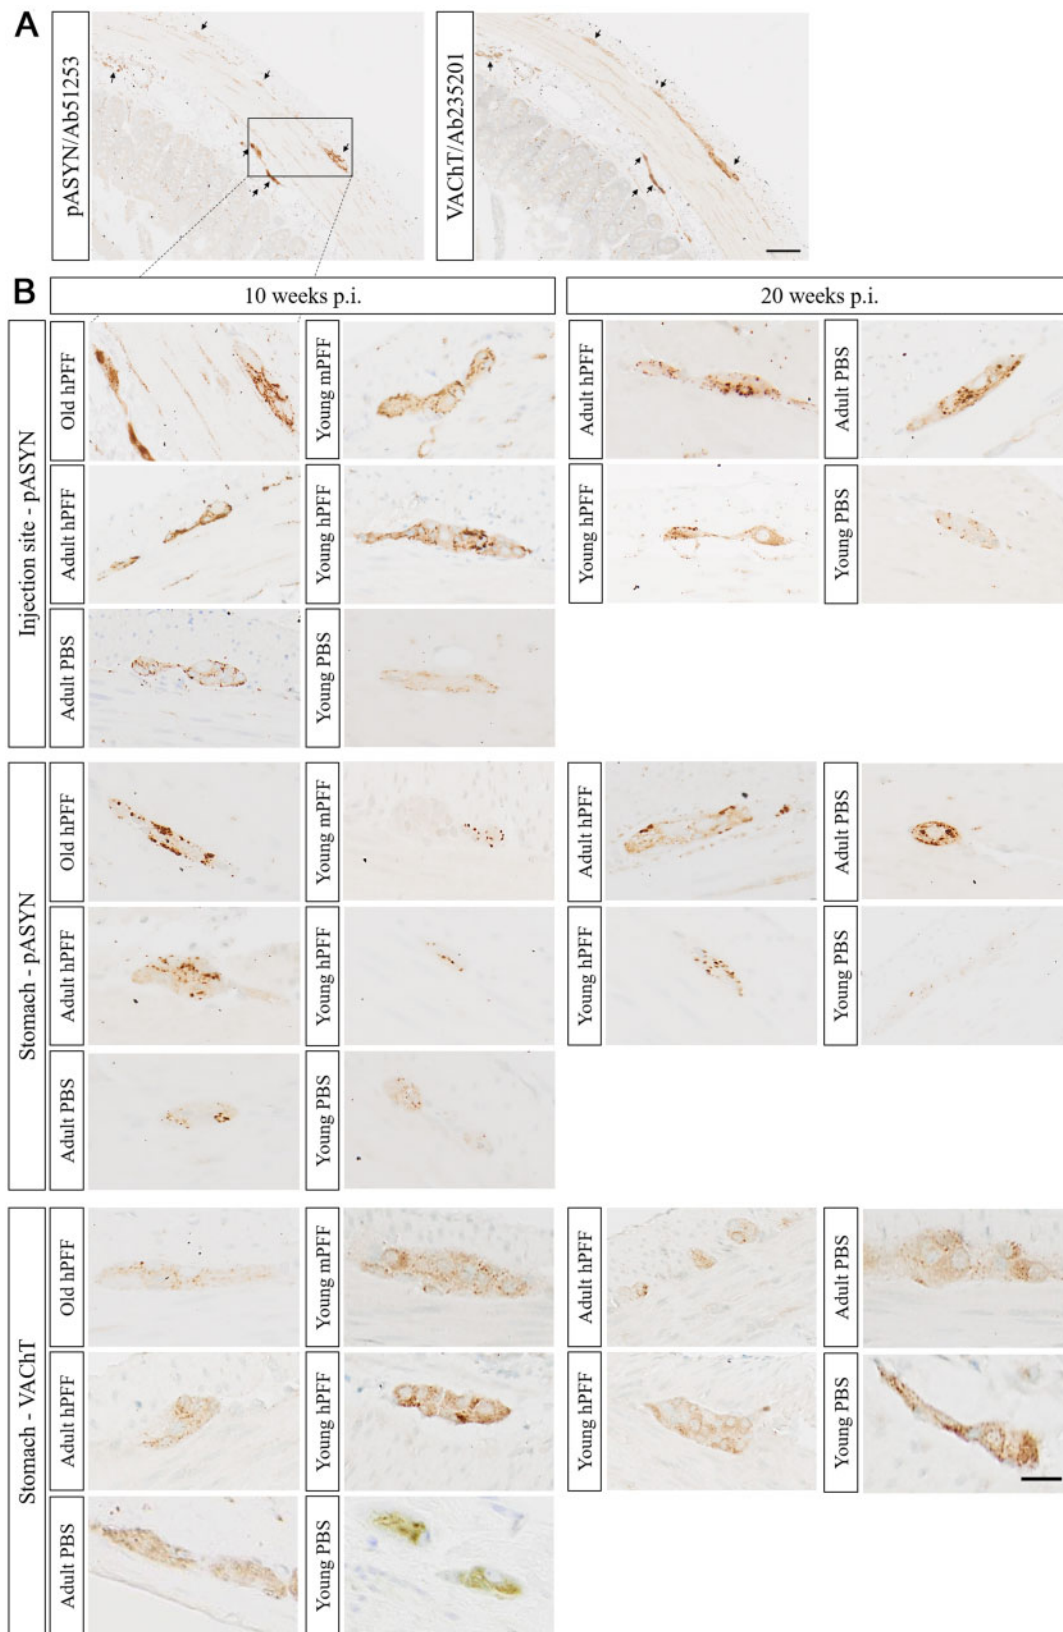 A
pASYN/Ab51253
VAChT/Ab235201
B
10 weeks p.i.
20 weeks p.i.
Injection site - pASYN
Old hPFF
Young mPFF
Adult hPFF
Adult PBS
Adult hPFF
Young hPFF
Young hPFF
Young PBS
Adult PBS
Young PBS
Stomach - pASYN
Old hPFF
Young mPFF
Adult hPFF
Adult PBS
Adult hPFF
Young hPFF
Young hPFF
Young PBS
Adult PBS
Young PBS
Stomach - VAChT
Old hPFF
Young mPFF
Adult hPFF
Adult PBS
Adult hPFF
Young hPFF
Young hPFF
Young PBS
Adult PBS
Young PBS